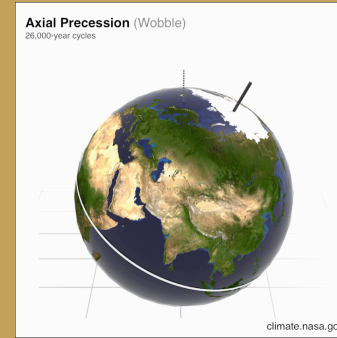 Axial Precession (Wobble)
26,000-year cycles
climate.nasa.go